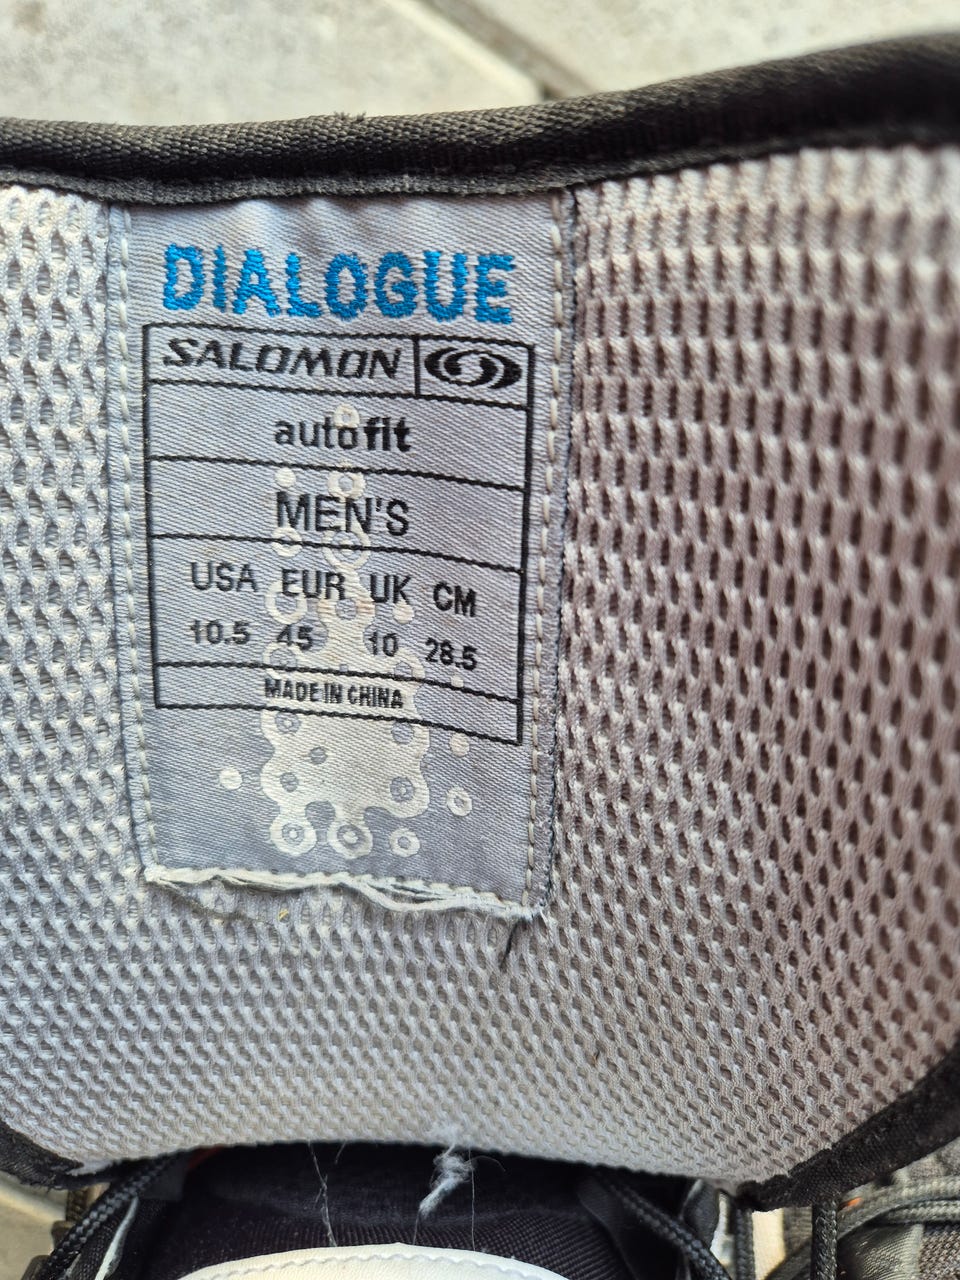 DIALOGUE
SALOMON
autofit
MEN'S
USA EUR UK CM
10.5 45 10 28.5
MADE IN CHINA